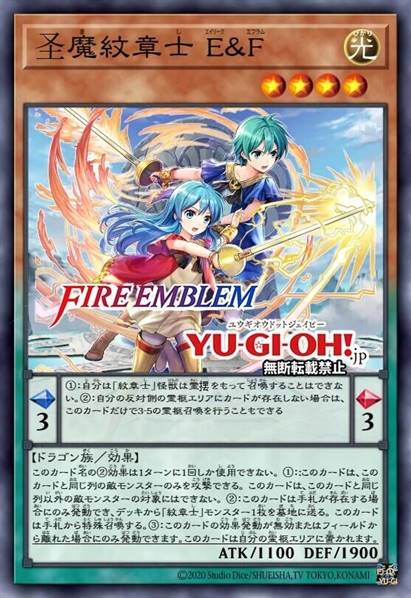 圣魔紋章士 E&F
エイリーク エフラム
ひかり
光
FIRE EMBLEM
ユウギオウドットジェイピー
YU-GI-OH!.jp
無断転載禁止
①:自分は「紋章士」怪獣は霊摆をもって召喚することはできな
い。②:自分の反対側の霊柩エリアにカードが存在しない場合は、
このカードだけで3-5の霊柩召喚を行うこともできる
3
3
【ドラゴン族/効果】
このカード名の②効果は1ターンに1回しか使用できない。①:このカードは、この
カードと同じ列の敵モンスターのみを攻撃できる。このカードは、このカードと同じ
列以外の敵モンスターの対象にはできない。②:このカードは手札が存在する場
合にのみ発動でき、デッキから「紋章士」モンスター1枚を墓地に送る。このカード
は手札から特殊召喚する。③:このカードの効果発動が無効またはフィールドか
ら離れた場合にのみ発動できます。このカードは自分の霊柩エリアに置かれます。
ATK/1100 DEF/1900
©2020 Studio Dice/SHUEISHA,TV TOKYO,KONAMI